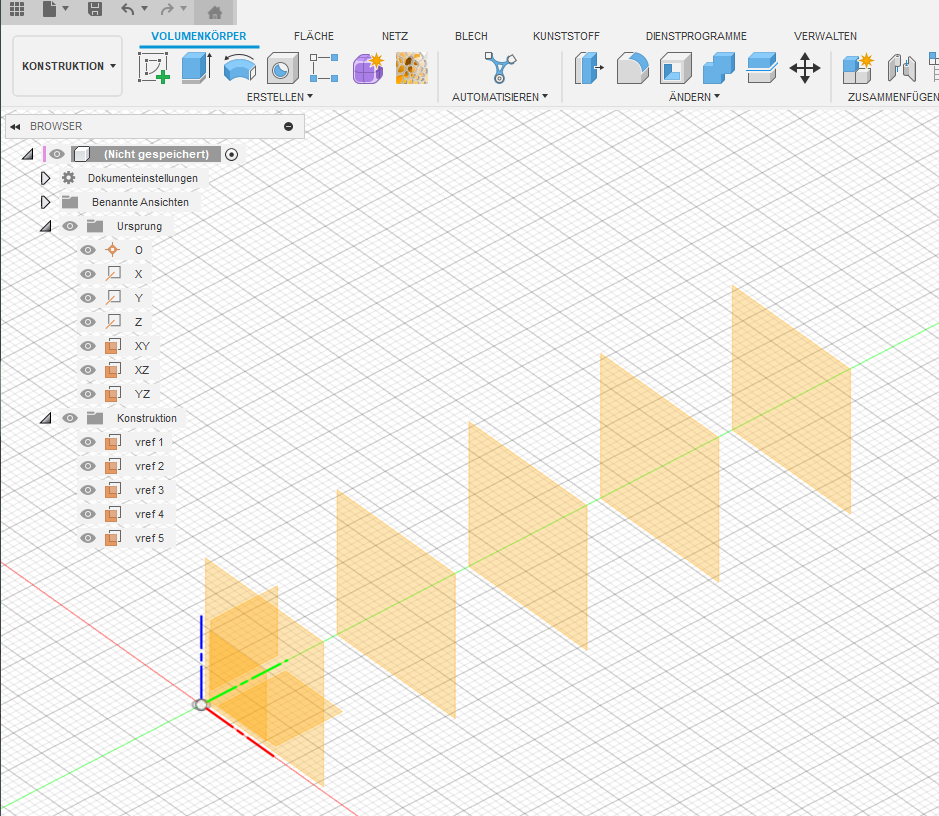 VOLUMENKÖRPER FLÄCHE NETZ BLECH KUNSTSTOFF DIENSTPROGRAMME VERWALTEN
KONSTRUKTION
ERSTELLEN AUTOMATISIEREN ÄNDERN ZUSAMMENFÜGEN
BROWSER
(Nicht gespeichert)
Dokumenteinstellungen
Benannte Ansichten
Ursprung
O
X
Y
Z
XY
XZ
YZ
Konstruktion
vref 1
vref 2
vref 3
vref 4
vref 5